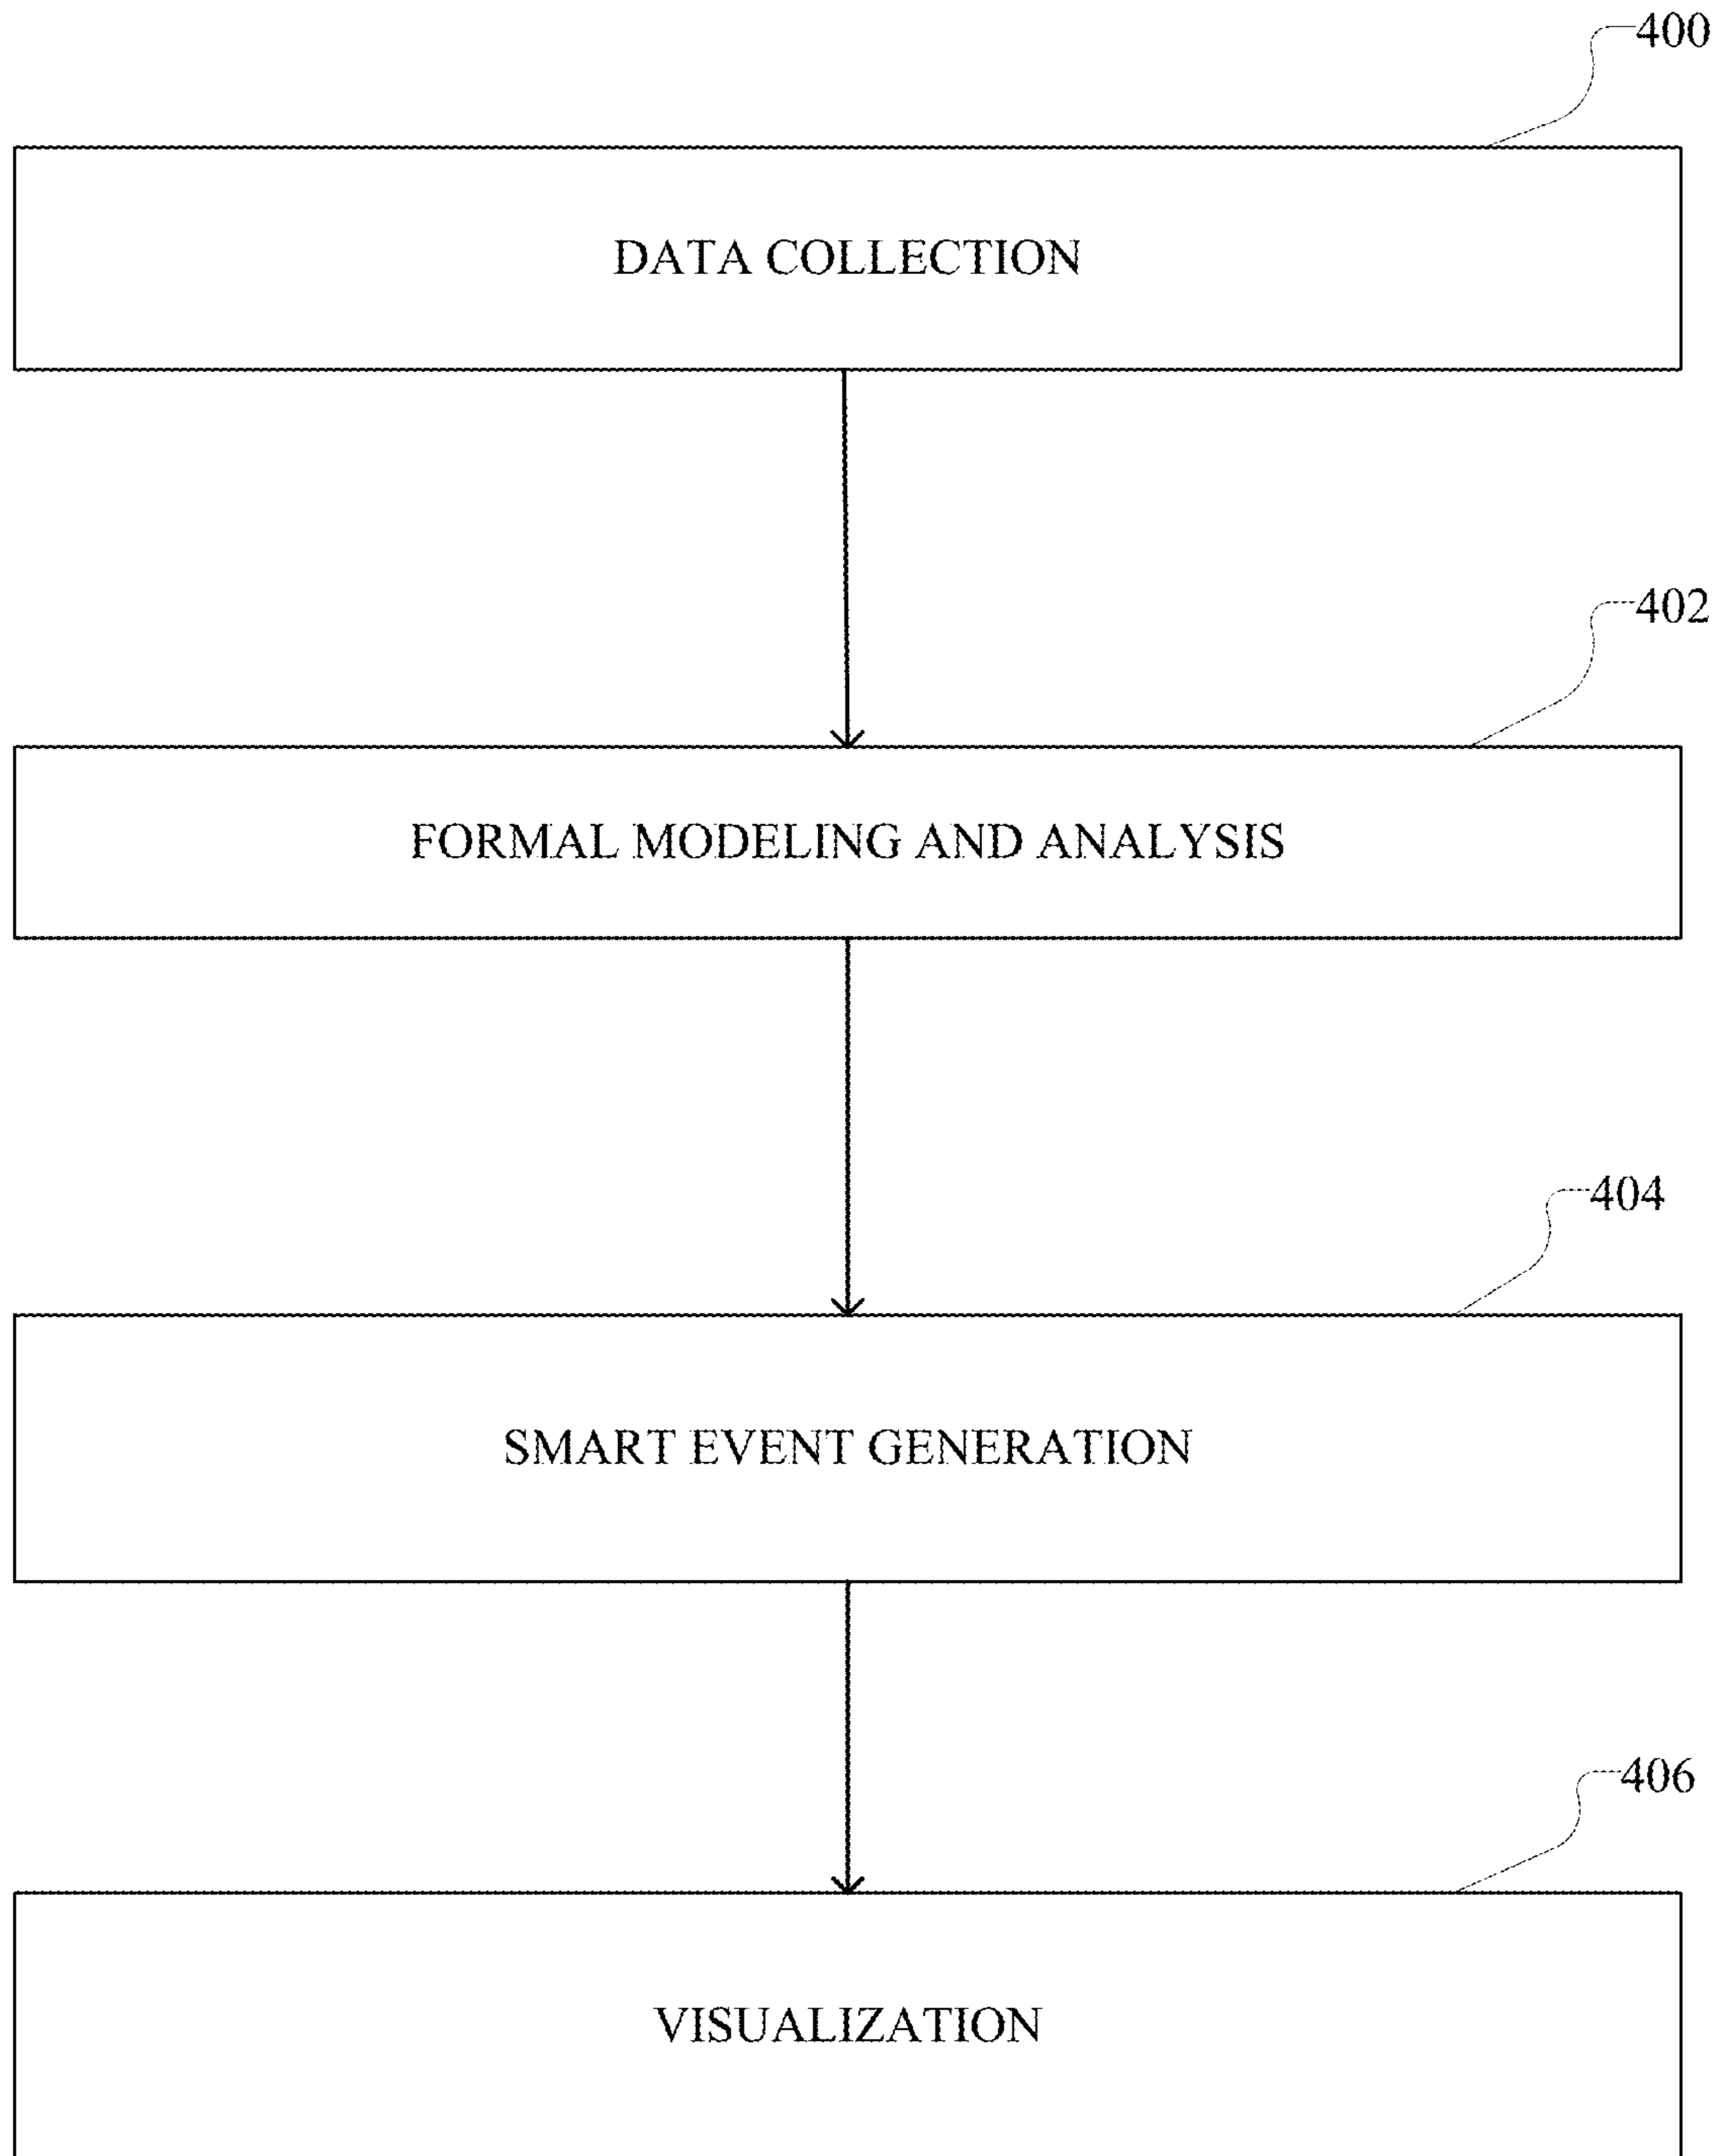 400
DATA COLLECTION
402
FORMAL MODELING AND ANALYSIS
404
SMART EVENT GENERATION
406
VISUALIZATION